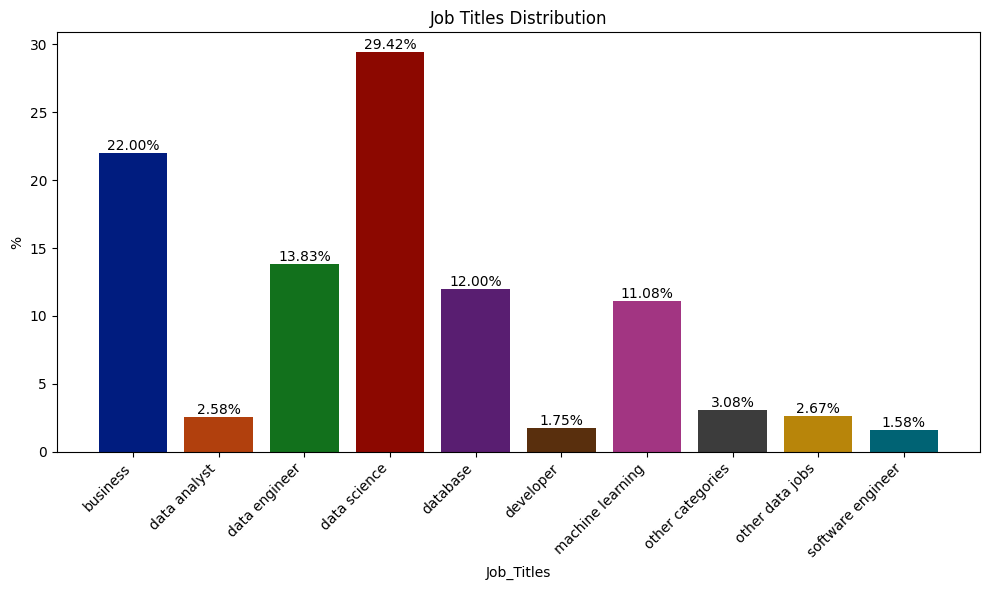 Job Titles Distribution
%
30
25
20
15
10
5
0
22.00%
2.58%
13.83%
29.42%
12.00%
1.75%
11.08%
3.08%
2.67%
1.58%
business
data analyst
data engineer
data science
database
developer
machine learning
other categories
other data jobs
software engineer
Job_Titles